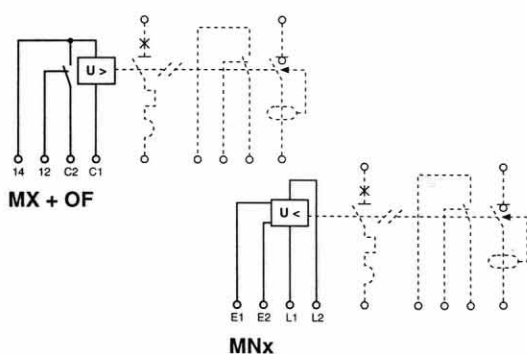 U >
14 12 C2 C1
MX + OF
U <
E1 E2 L1 L2
MNx